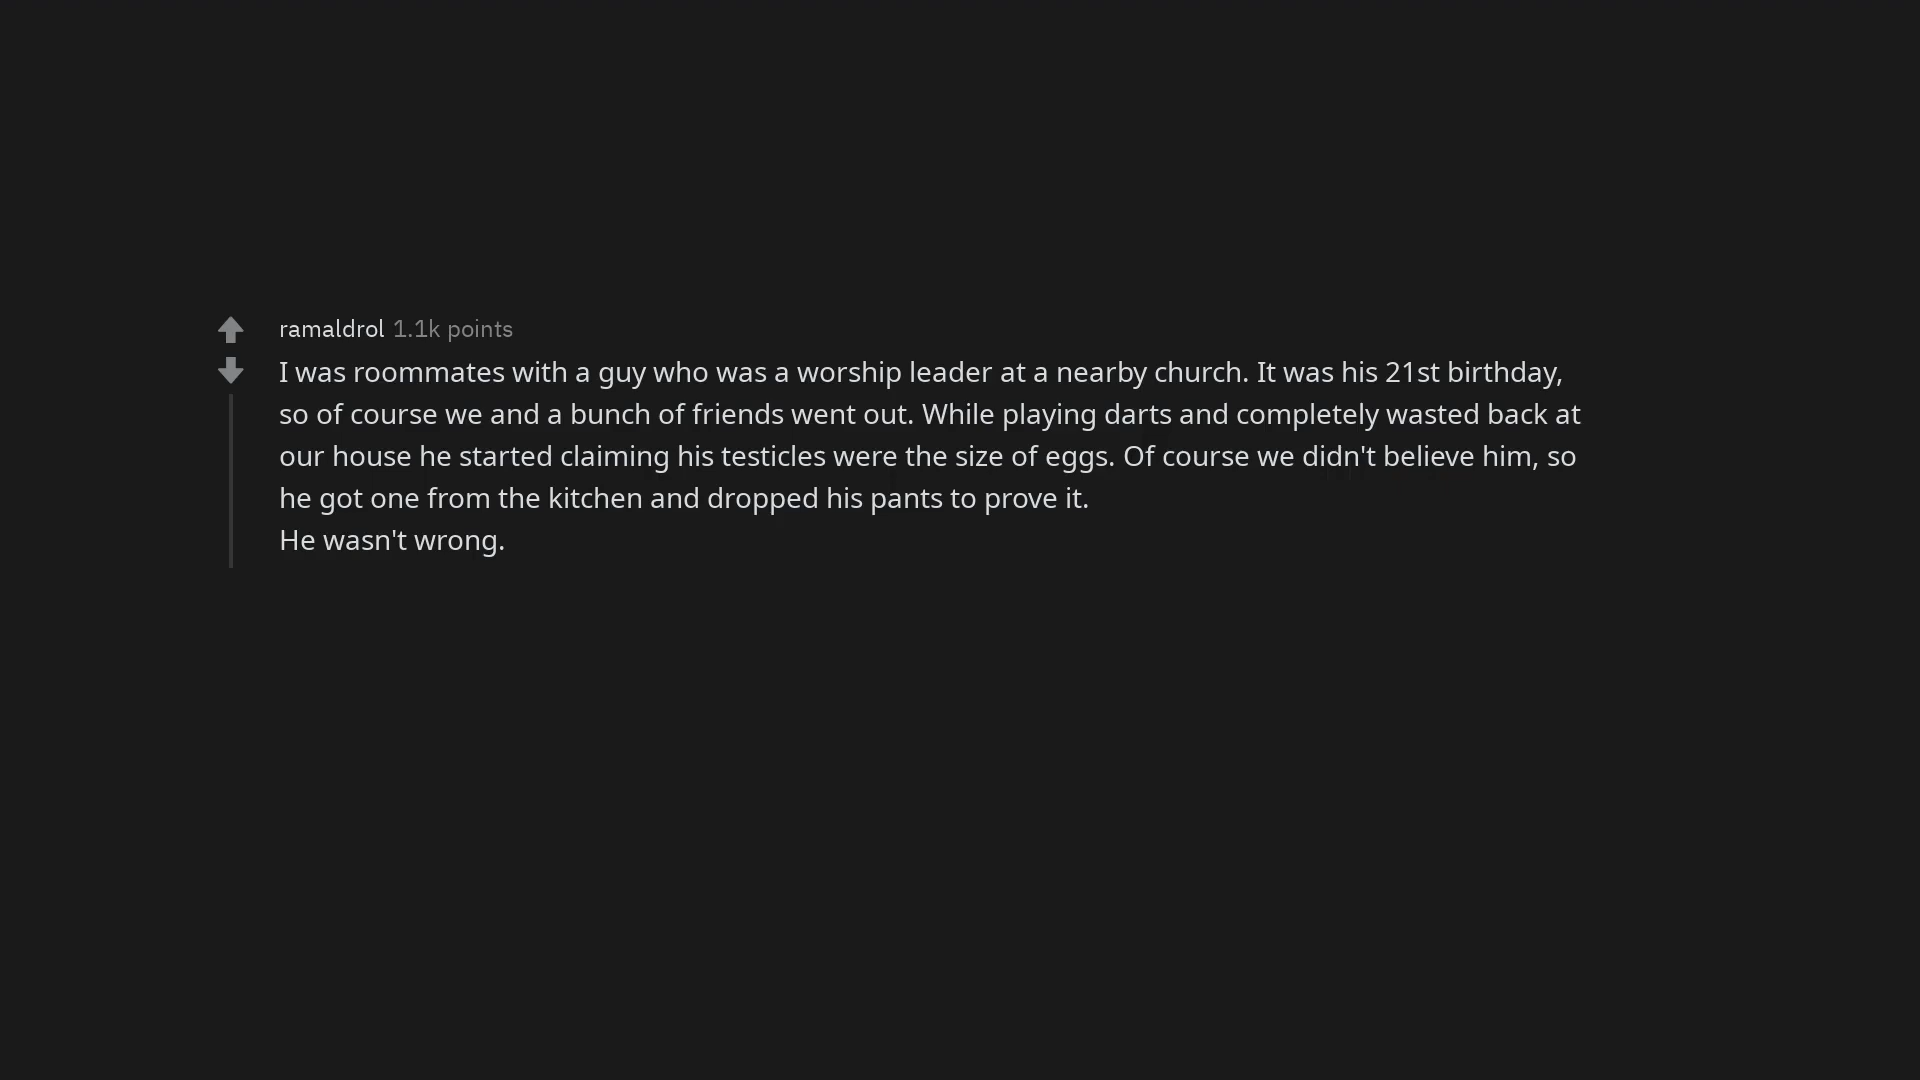 ramaldrol 1.1k points
I was roommates with a guy who was a worship leader at a nearby church. It was his 21st birthday,
so of course we and a bunch of friends went out. While playing darts and completely wasted back at
our house he started claiming his testicles were the size of eggs. Of course we didn't believe him, so
he got one from the kitchen and dropped his pants to prove it.
He wasn't wrong.